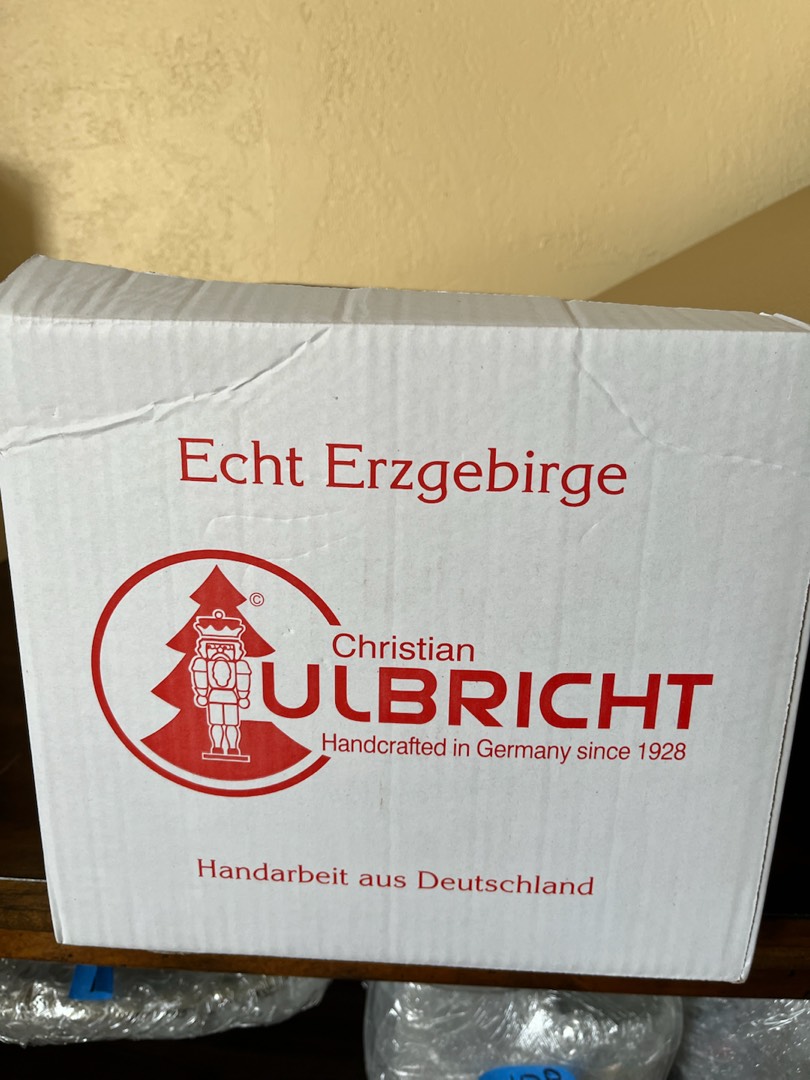 Echt Erzgebirge
©
Christian
ULBRICHT
Handcrafted in Germany since 1928
Handarbeit aus Deutschland